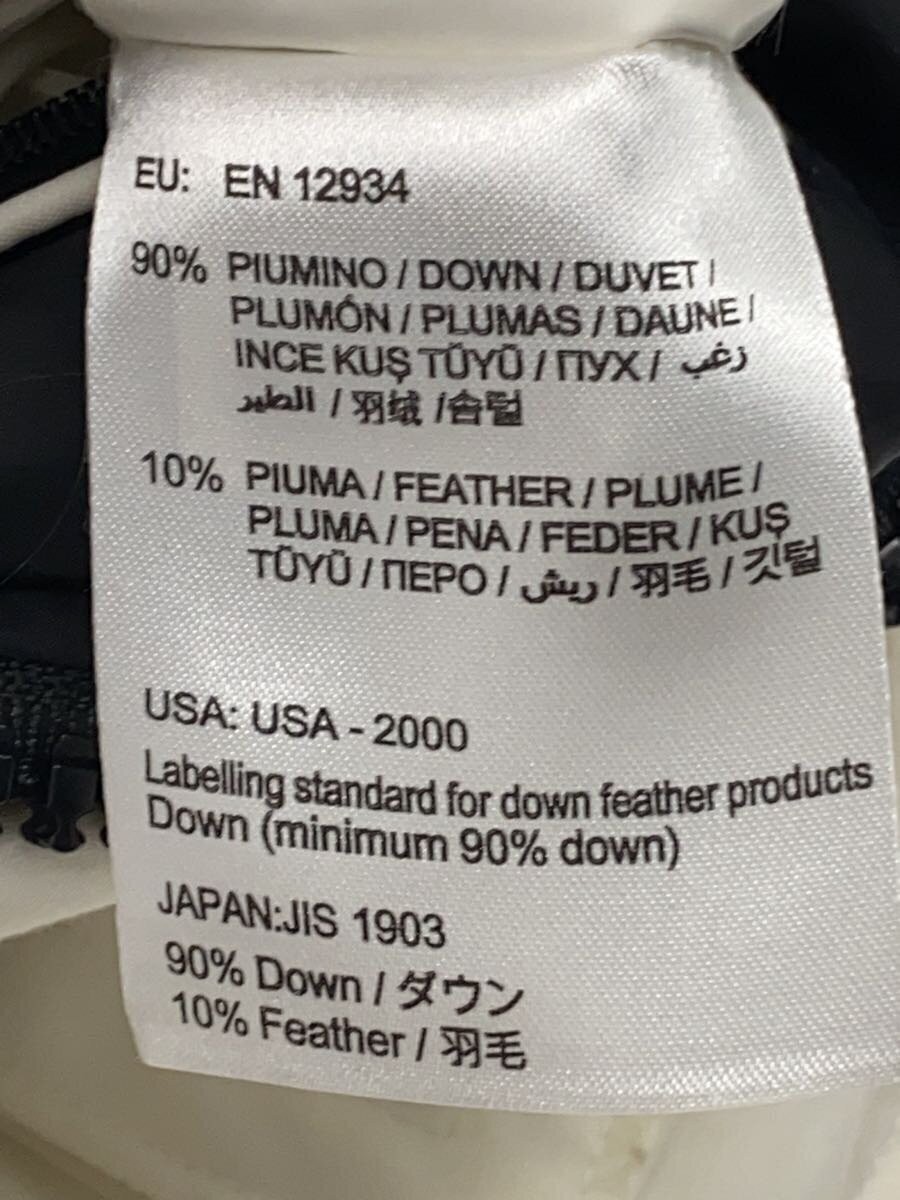 EU: EN 12934
90% PIUMINO / DOWN / DUVET /
PLUMÓN / PLUMAS / DAUNE /
INCE KUŞ TŪYŪ / ПУХ / زغب
الطير / 羽绒 /솜털
10% PIUMA / FEATHER / PLUME /
PLUMA / PENA / FEDER / KUŞ
TŪYŪ / ПЕРО / ريش / 羽毛 / 깃털
USA: USA - 2000
Labelling standard for down feather products
Down (minimum 90% down)
JAPAN:JIS 1903
90% Down / ダウン
10% Feather / 羽毛